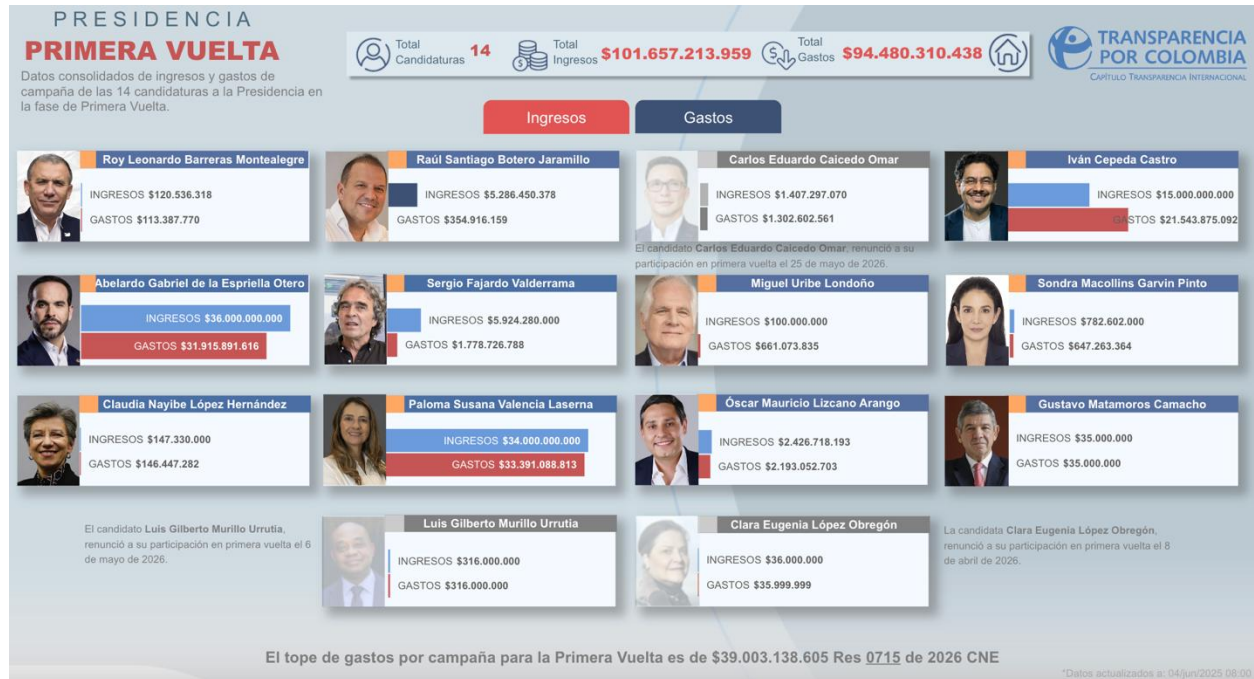 PRESIDENCIA
PRIMERA VUELTA
Datos consolidados de ingresos y gastos de
campaña de las 14 candidaturas a la Presidencia en
la fase de Primera Vuelta.
Total
Candidaturas 14
Total
Ingresos $101.657.213.959
Total
Gastos $94.480.310.438
TRANSPARENCIA
POR COLOMBIA
CAPÍTULO TRANSPARENCIA INTERNACIONAL
Ingresos
Gastos
Roy Leonardo Barreras Montealegre
INGRESOS $120.536.318
GASTOS $113.387.770
Raúl Santiago Botero Jaramillo
INGRESOS $5.286.450.378
GASTOS $354.916.159
Carlos Eduardo Caicedo Omar
INGRESOS $1.407.297.070
GASTOS $1.302.602.561
El candidato Carlos Eduardo Caicedo Omar, renunció a su
participación en primera vuelta el 25 de mayo de 2026.
Iván Cepeda Castro
INGRESOS $15.000.000.000
GASTOS $21.543.875.092
Abelardo Gabriel de la Espriella Otero
INGRESOS $36.000.000.000
GASTOS $31.915.891.616
Sergio Fajardo Valderrama
INGRESOS $5.924.280.000
GASTOS $1.778.726.788
Miguel Uribe Londoño
INGRESOS $100.000.000
GASTOS $661.073.835
Sondra Macollins Garvin Pinto
INGRESOS $782.602.000
GASTOS $647.263.364
Claudia Nayibe López Hernández
INGRESOS $147.330.000
GASTOS $146.447.282
Paloma Susana Valencia Laserna
INGRESOS $34.000.000.000
GASTOS $33.391.088.813
Óscar Mauricio Lizcano Arango
INGRESOS $2.426.718.193
GASTOS $2.193.052.703
Gustavo Matamoros Camacho
INGRESOS $35.000.000
GASTOS $35.000.000
El candidato Luis Gilberto Murillo Urrutia,
renunció a su participación en primera vuelta el 6
de mayo de 2026.
Luis Gilberto Murillo Urrutia
INGRESOS $316.000.000
GASTOS $316.000.000
Clara Eugenia López Obregón
INGRESOS $36.000.000
GASTOS $35.999.999
La candidata Clara Eugenia López Obregón,
renunció a su participación en primera vuelta el 8
de abril de 2026.
El tope de gastos por campaña para la Primera Vuelta es de $39.003.138.605 Res 0715 de 2026 CNE
*Datos actualizados a: 04/jun/2025 08:00